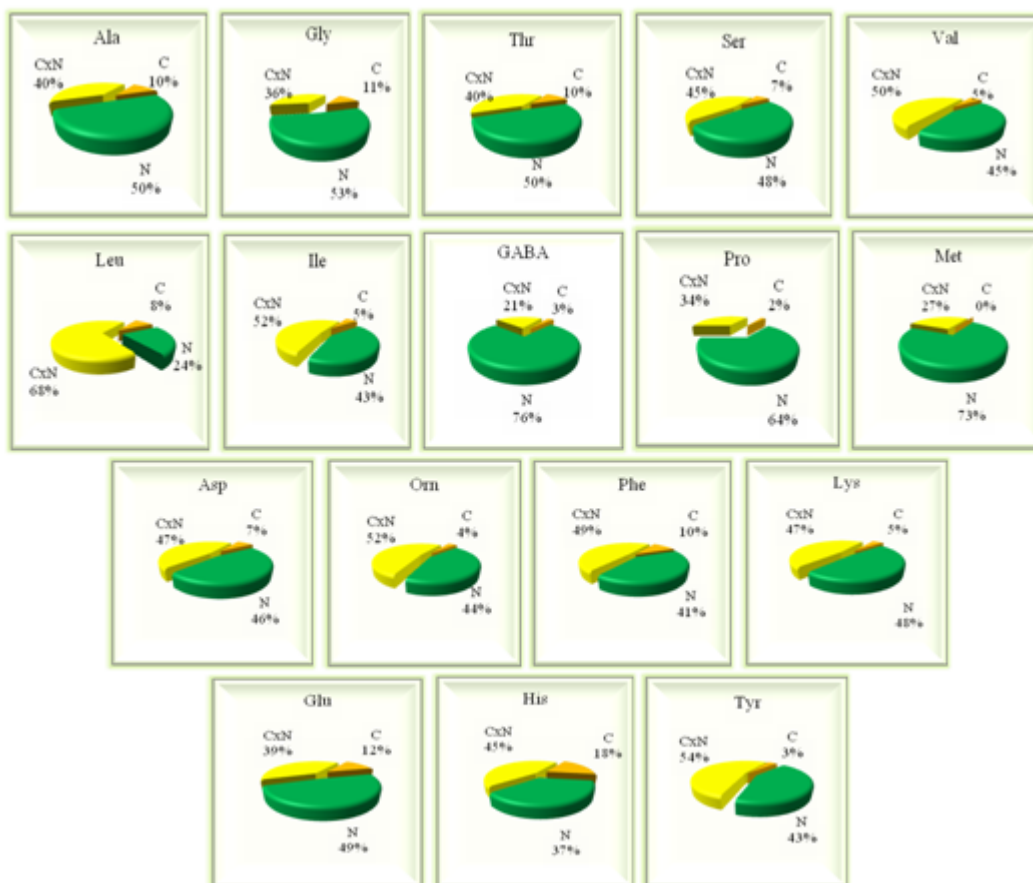 Ala
CxN
40%
C
10%
N
50%
Gly
CxN
36%
C
11%
N
53%
Thr
CxN
40%
C
10%
N
50%
Ser
CxN
45%
C
7%
N
48%
Val
CxN
50%
C
5%
N
45%
Leu
C
8%
N
24%
CxN
68%
Ile
CxN
52%
C
5%
N
43%
GABA
CxN
21%
C
3%
N
76%
Pro
CxN
34%
C
2%
N
64%
Met
CxN
27%
C
0%
N
73%
Asp
CxN
47%
C
7%
N
46%
Orn
CxN
52%
C
4%
N
44%
Phe
CxN
49%
C
10%
N
41%
Lys
CxN
47%
C
5%
N
48%
Glu
CxN
39%
C
12%
N
49%
His
CxN
45%
C
18%
N
37%
Tyr
CxN
54%
C
3%
N
43%